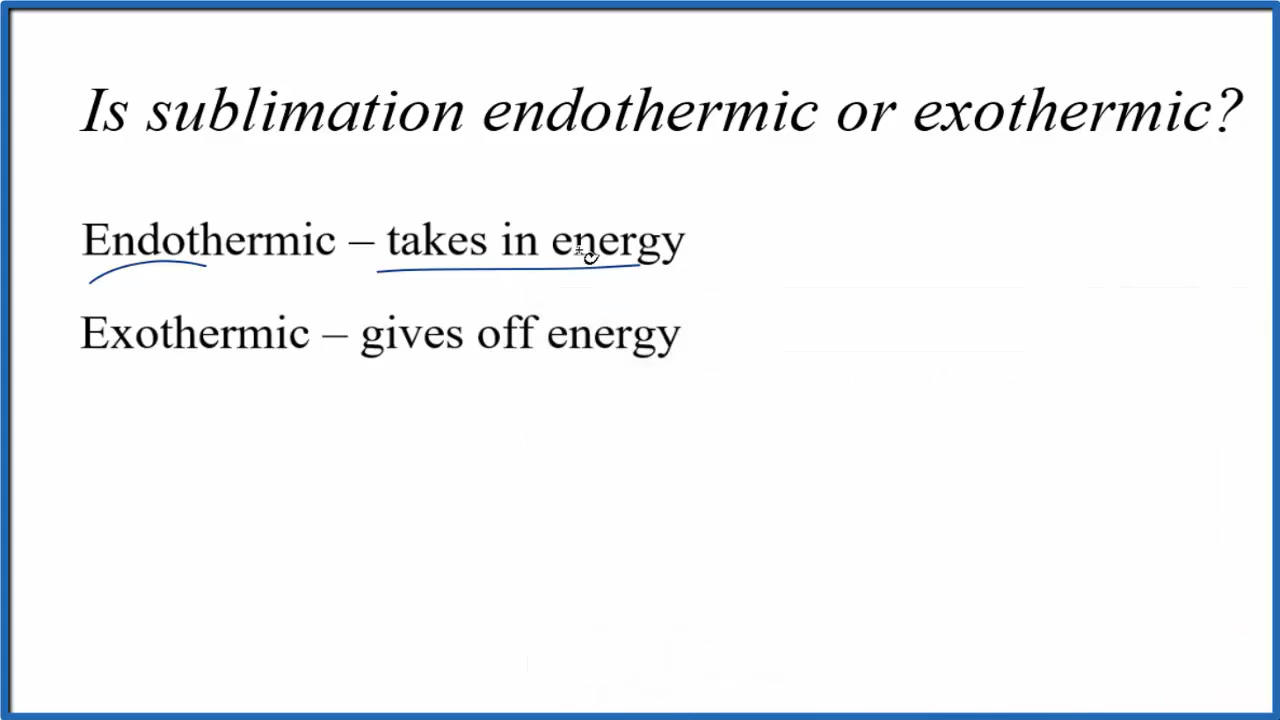 Is sublimation endothermic or exothermic?
Endothermic – takes in energy
Exothermic – gives off energy